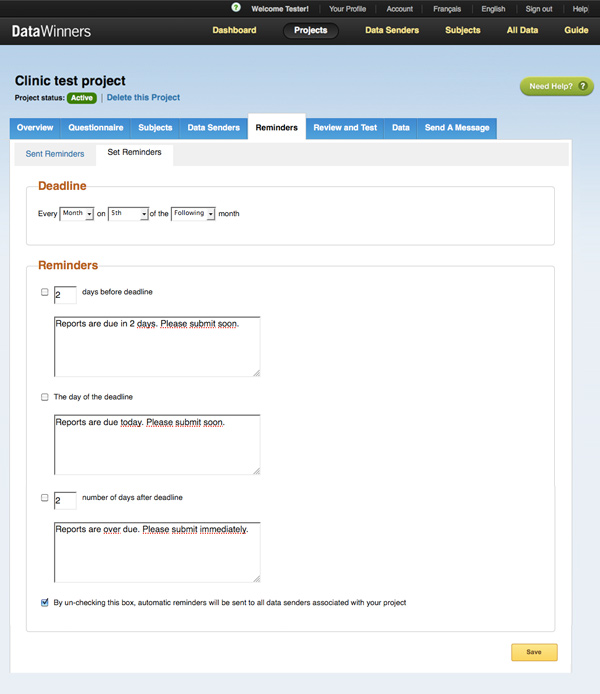 ? Welcome Tester! | Your Profile | Account | Français | English | Sign out | Help
DataWinners Dashboard Projects Data Senders Subjects All Data Guide
Clinic test project
Project status: Active | Delete this Project
Need Help? ?
Overview Questionnaire Subjects Data Senders Reminders Review and Test Data Send A Message
Sent Reminders Set Reminders
Deadline
Every Month on 5th of the Following month
Reminders
2 days before deadline
Reports are due in 2 days. Please submit soon.
The day of the deadline
Reports are due today. Please submit soon.
2 number of days after deadline
Reports are over due. Please submit immediately.
By un-checking this box, automatic reminders will be sent to all data senders associated with your project
Save